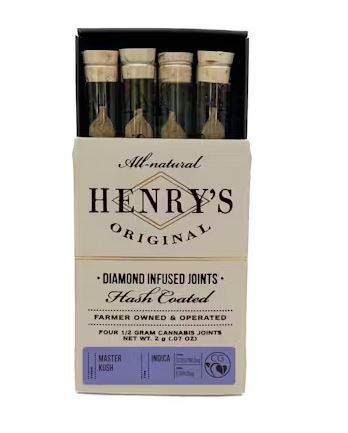 All-natural
HENRY'S
ORIGINAL
• DIAMOND INFUSED JOINTS •
Hash Coated
FARMER OWNED & OPERATED
FOUR 1/2 GRAM CANNABIS JOINTS
NET WT. 2 g (.07 OZ)
MASTER
KUSH
INDICA
CG